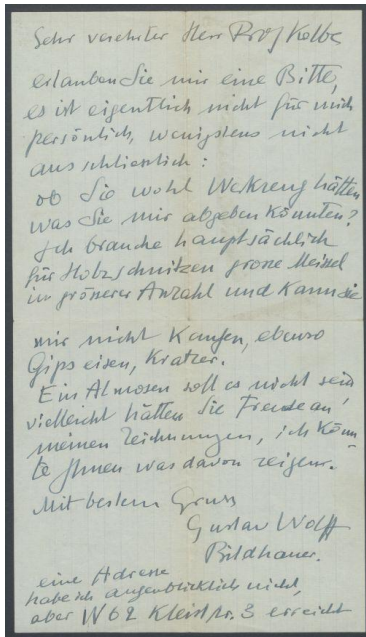 Sehr verehrter Herr Prof Kolbe
erlauben Sie mir eine Bitte,
es ist eigentlich nicht für mich
persönlich, wenigstens nicht
ausschliesslich:
ob Sie wohl Werkzeug hätten
was Sie mir abgeben könnten?
Ich brauche hauptsächlich
für Holzschnitzen grosse Meisel
in grösserer Anzahl und kann sie
mir nicht kaufen, ebenso
Gipseisen, Kratzer.
Ein Almosen soll es nicht sein,
vielleicht hätten Sie Freude an
meinen Zeichnungen, ich könn-
te Ihnen was davon zeigen.
Mit bestem Gruss
Gustav Wolff
Bildhauer.
eine Adresse
habe ich augenblicklich nicht,
aber W62 Kleiststr. 3 erreicht